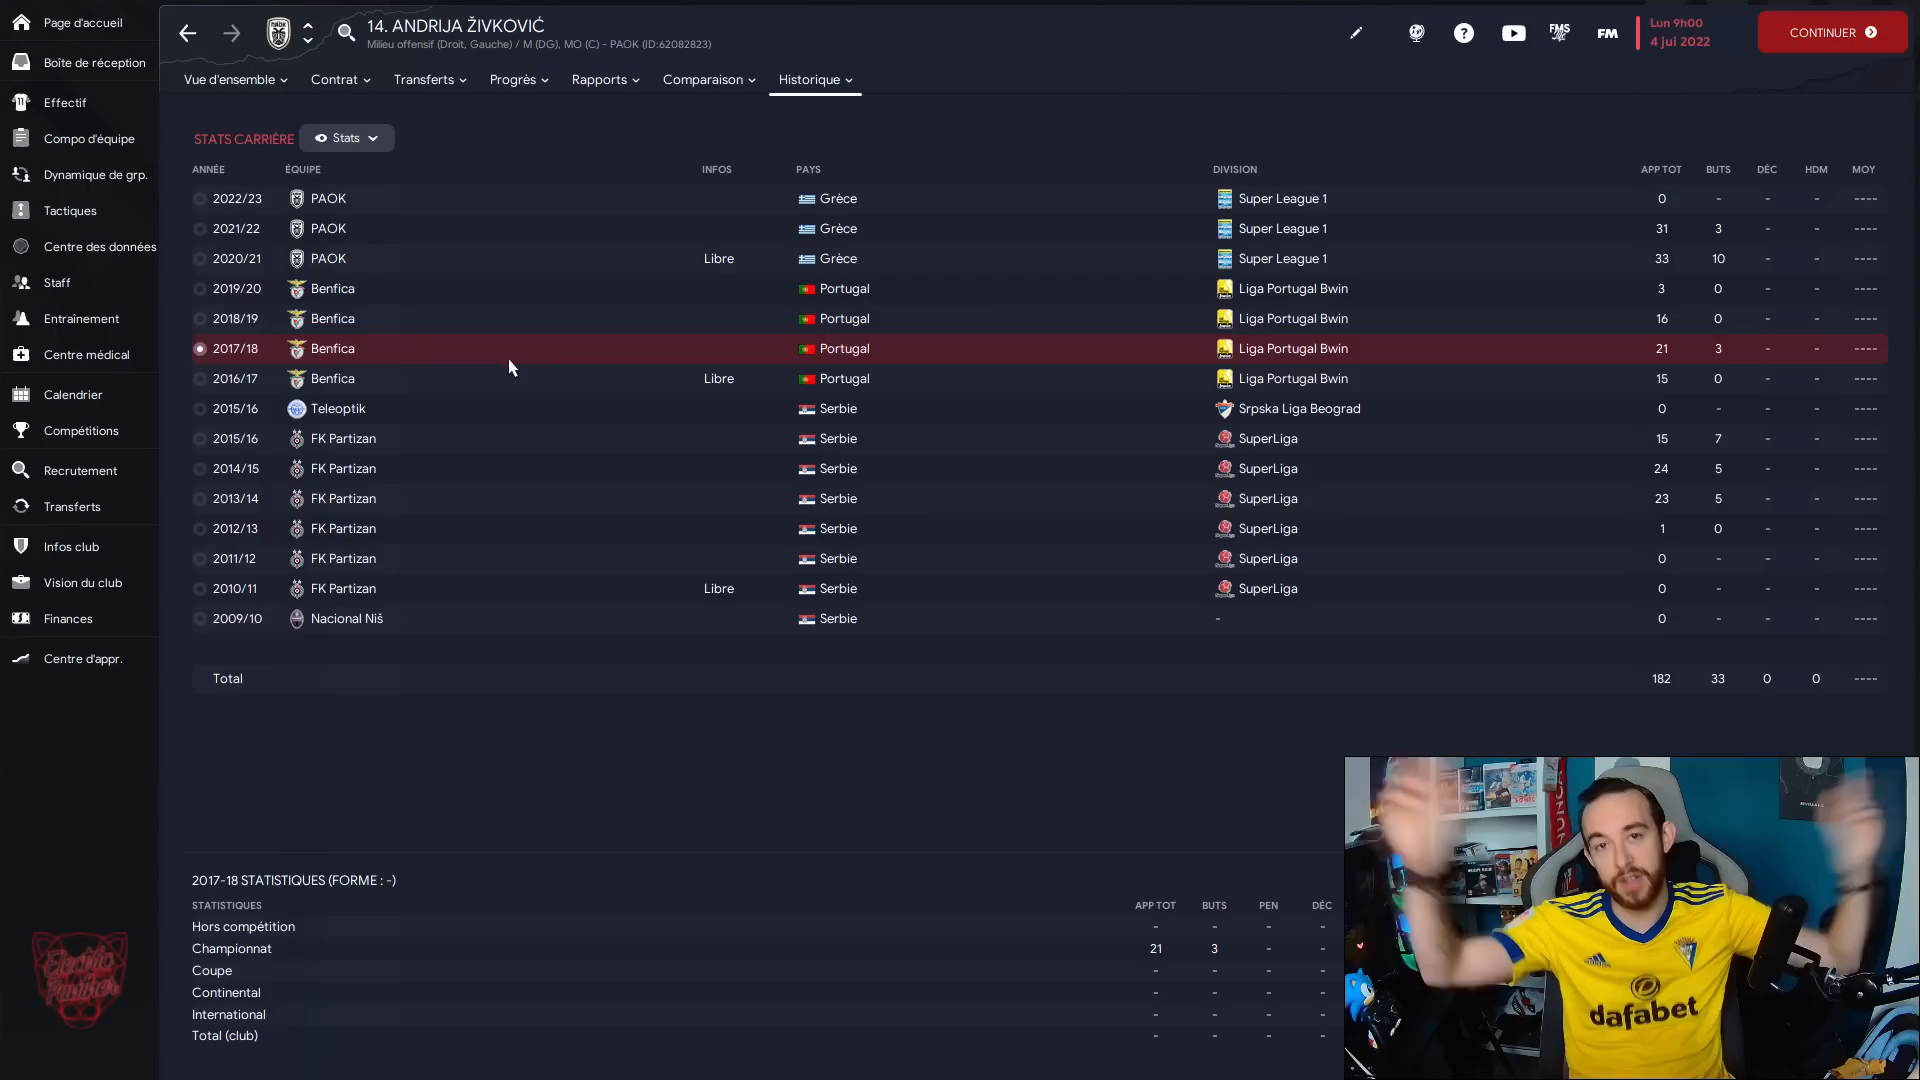 Page d'accueil
Boîte de réception
Effectif
Compo d'équipe
Dynamique de grp.
Tactiques
Centre des données
Staff
Entraînement
Centre médical
Calendrier
Compétitions
Recrutement
Transferts
Infos club
Vision du club
Finances
Centre d'appr.
Electric Panther
14. ANDRIJA ŽIVKOVIĆ
Milieu offensif (Droit, Gauche) / M (DG), MO (C) - PAOK (ID:62082823)
FMS FM
Lun 9h00
4 jui 2022
CONTINUER
Vue d'ensemble Contrat Transferts Progrès Rapports Comparaison Historique
STATS CARRIÈRE Stats
ANNÉE ÉQUIPE INFOS PAYS DIVISION APP TOT BUTS DÉC HDM MOY
2022/23 PAOK Grèce Super League 1 0 - - - ----
2021/22 PAOK Grèce Super League 1 31 3 - - ----
2020/21 PAOK Libre Grèce Super League 1 33 10 - - ----
2019/20 Benfica Portugal Liga Portugal Bwin 3 0 - - ----
2018/19 Benfica Portugal Liga Portugal Bwin 16 0 - - ----
2017/18 Benfica Portugal Liga Portugal Bwin 21 3 - - ----
2016/17 Benfica Libre Portugal Liga Portugal Bwin 15 0 - - ----
2015/16 Teleoptik Serbie Srpska Liga Beograd 0 - - - ----
2015/16 FK Partizan Serbie SuperLiga 15 7 - - ----
2014/15 FK Partizan Serbie SuperLiga 24 5 - - ----
2013/14 FK Partizan Serbie SuperLiga 23 5 - - ----
2012/13 FK Partizan Serbie SuperLiga 1 0 - - ----
2011/12 FK Partizan Serbie SuperLiga 0 - - - ----
2010/11 FK Partizan Libre Serbie SuperLiga 0 - - - ----
2009/10 Nacional Niš Serbie - 0 - - - ----
Total 182 33 0 0 ----
2017-18 STATISTIQUES (FORME : -)
STATISTIQUES APP TOT BUTS PEN DÉC
Hors compétition - - - -
Championnat 21 3 - -
Coupe - - - -
Continental - - - -
International - - - -
Total (club) - - - -
dafabet